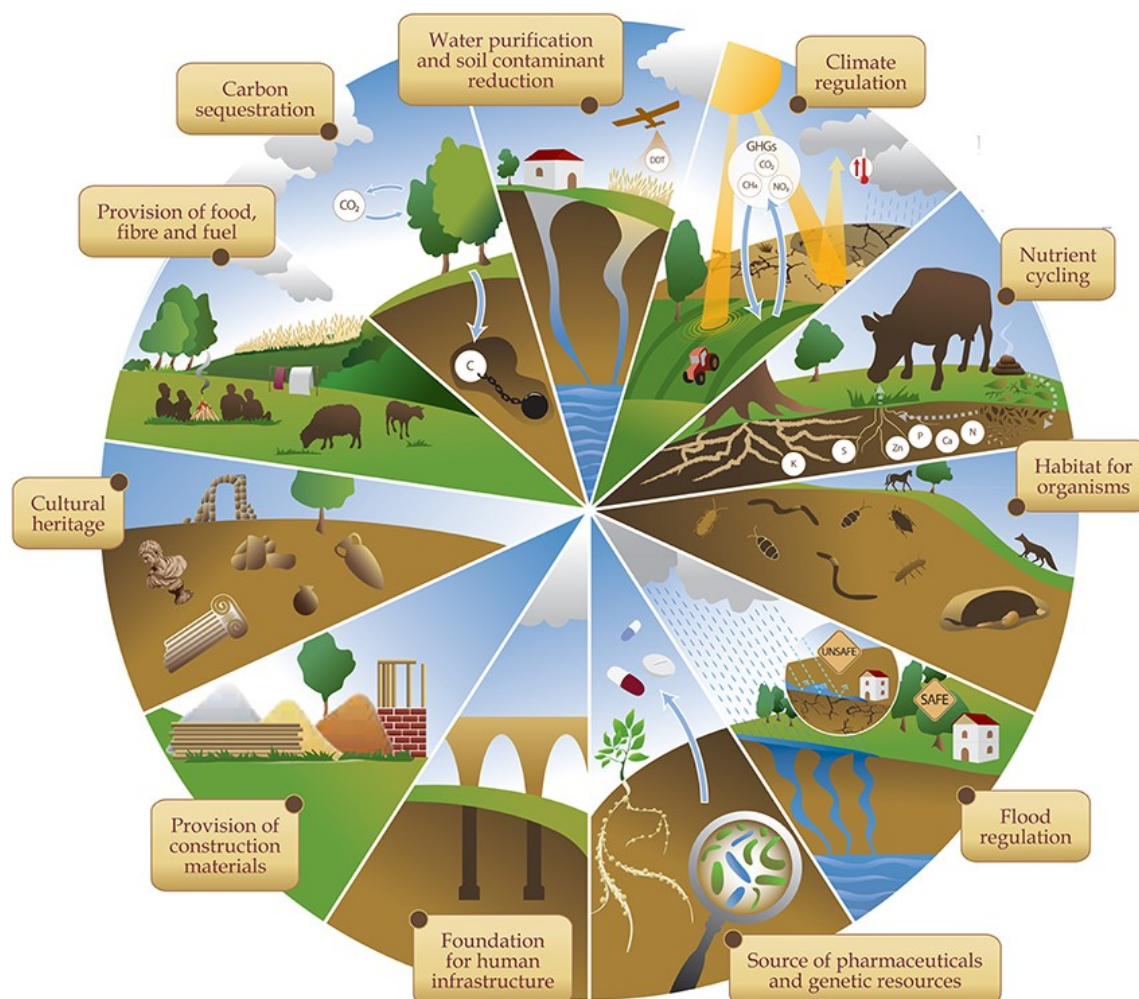 Water purification
and soil contaminant
reduction
Climate
regulation
Carbon
sequestration
GHGs
CO₂
CH₄
NO₃
DDT
CO₂
Provision of food,
fibre and fuel
Nutrient
cycling
C
K
S
Zn
P
Ca
N
Cultural
heritage
Habitat for
organisms
UNSAFE
SAFE
Provision of
construction
materials
Flood
regulation
Foundation
for human
infrastructure
Source of pharmaceuticals
and genetic resources